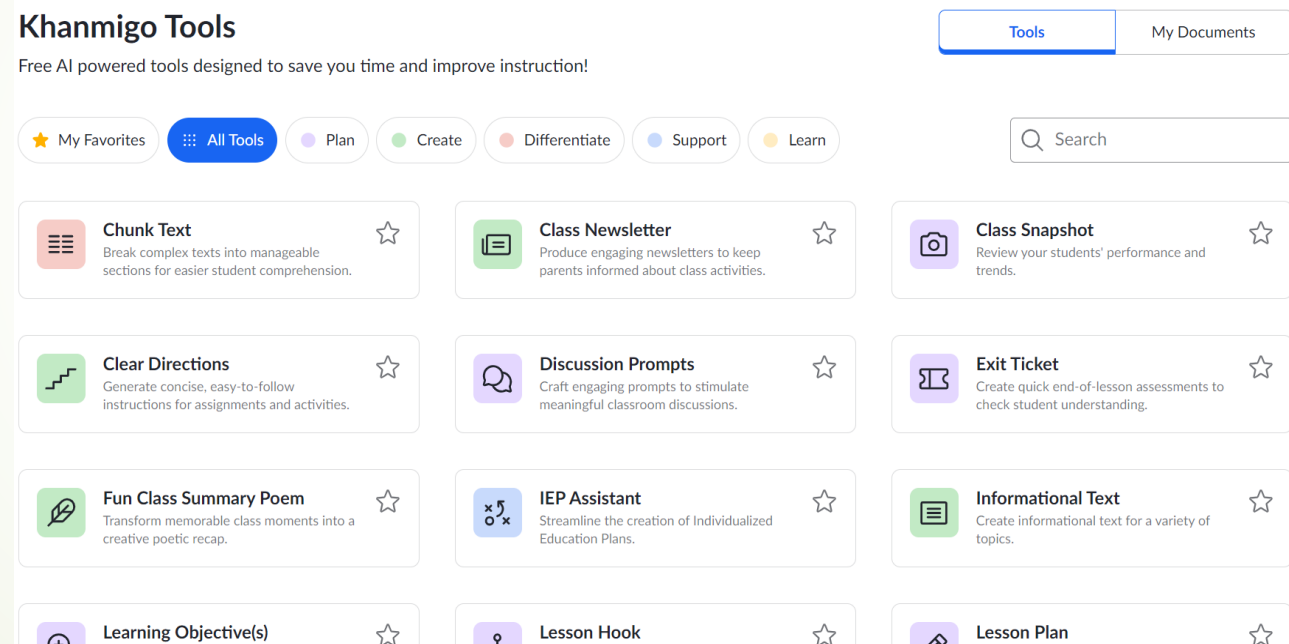 Khanmigo Tools
Tools
My Documents
Free AI powered tools designed to save you time and improve instruction!
My Favorites
All Tools
Plan
Create
Differentiate
Support
Learn
Search
Chunk Text
Break complex texts into manageable
sections for easier student comprehension.
Class Newsletter
Produce engaging newsletters to keep
parents informed about class activities.
Class Snapshot
Review your students' performance and
trends.
Clear Directions
Generate concise, easy-to-follow
instructions for assignments and activities.
Discussion Prompts
Craft engaging prompts to stimulate
meaningful classroom discussions.
Exit Ticket
Create quick end-of-lesson assessments to
check student understanding.
Fun Class Summary Poem
Transform memorable class moments into a
creative poetic recap.
IEP Assistant
Streamline the creation of Individualized
Education Plans.
Informational Text
Create informational text for a variety of
topics.
Learning Objective(s)
Lesson Hook
Lesson Plan